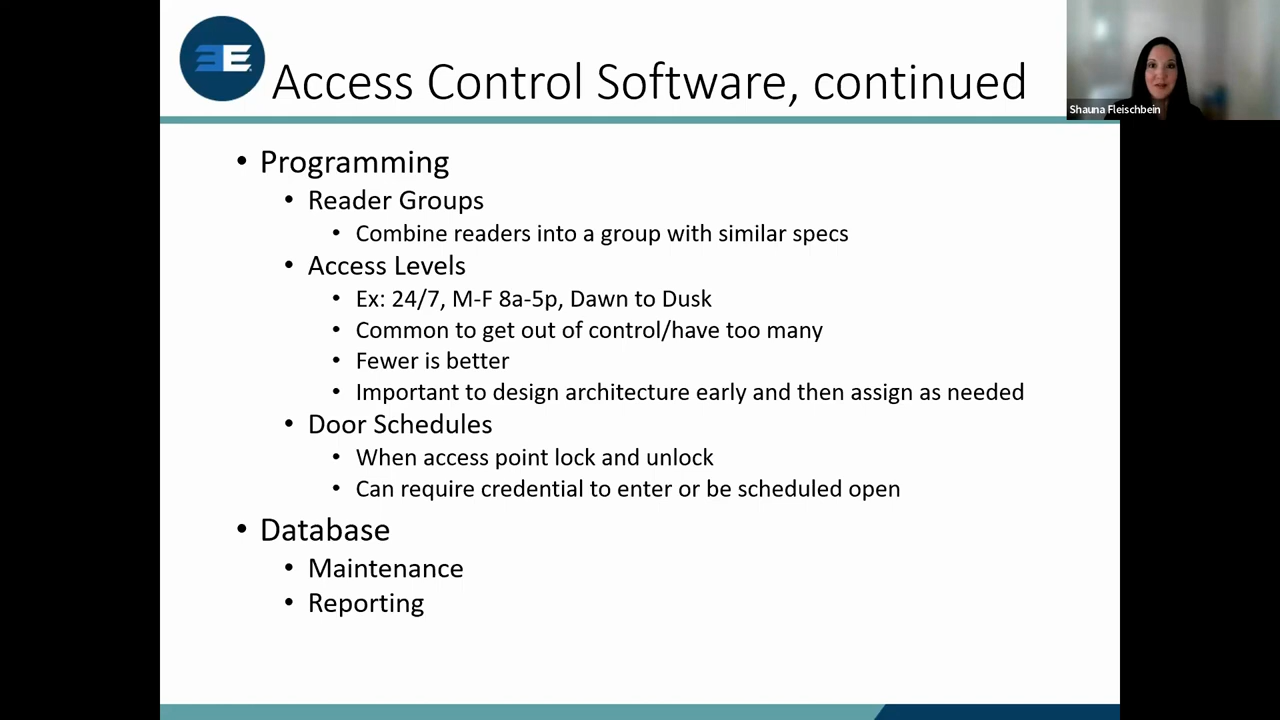 Access Control Software, continued
Shauna Fleischbein
• Programming
• Reader Groups
• Combine readers into a group with similar specs
• Access Levels
• Ex: 24/7, M-F 8a-5p, Dawn to Dusk
• Common to get out of control/have too many
• Fewer is better
• Important to design architecture early and then assign as needed
• Door Schedules
• When access point lock and unlock
• Can require credential to enter or be scheduled open
• Database
• Maintenance
• Reporting